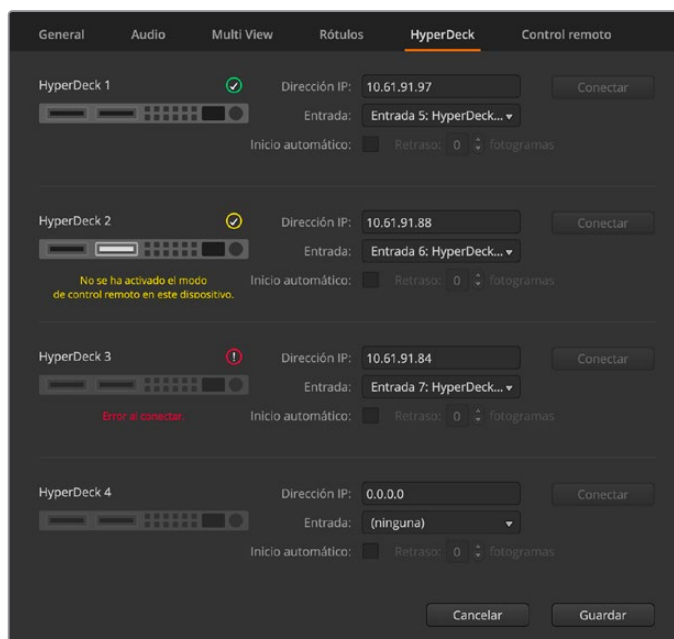 General Audio Multi View Rótulos HyperDeck Control remoto
HyperDeck 1 Dirección IP: 10.61.91.97 Conectar
Entrada: Entrada 5: HyperDeck...
Inicio automático: Retraso: 0 fotogramas
HyperDeck 2 Dirección IP: 10.61.91.88 Conectar
Entrada: Entrada 6: HyperDeck...
No se ha activado el modo
de control remoto en este dispositivo.
Inicio automático: Retraso: 0 fotogramas
HyperDeck 3 Dirección IP: 10.61.91.84 Conectar
Entrada: Entrada 7: HyperDeck...
Error al conectar. Inicio automático: Retraso: 0 fotogramas
HyperDeck 4 Dirección IP: 0.0.0.0 Conectar
Entrada: (ninguna)
Inicio automático: Retraso: 0 fotogramas
Cancelar Guardar